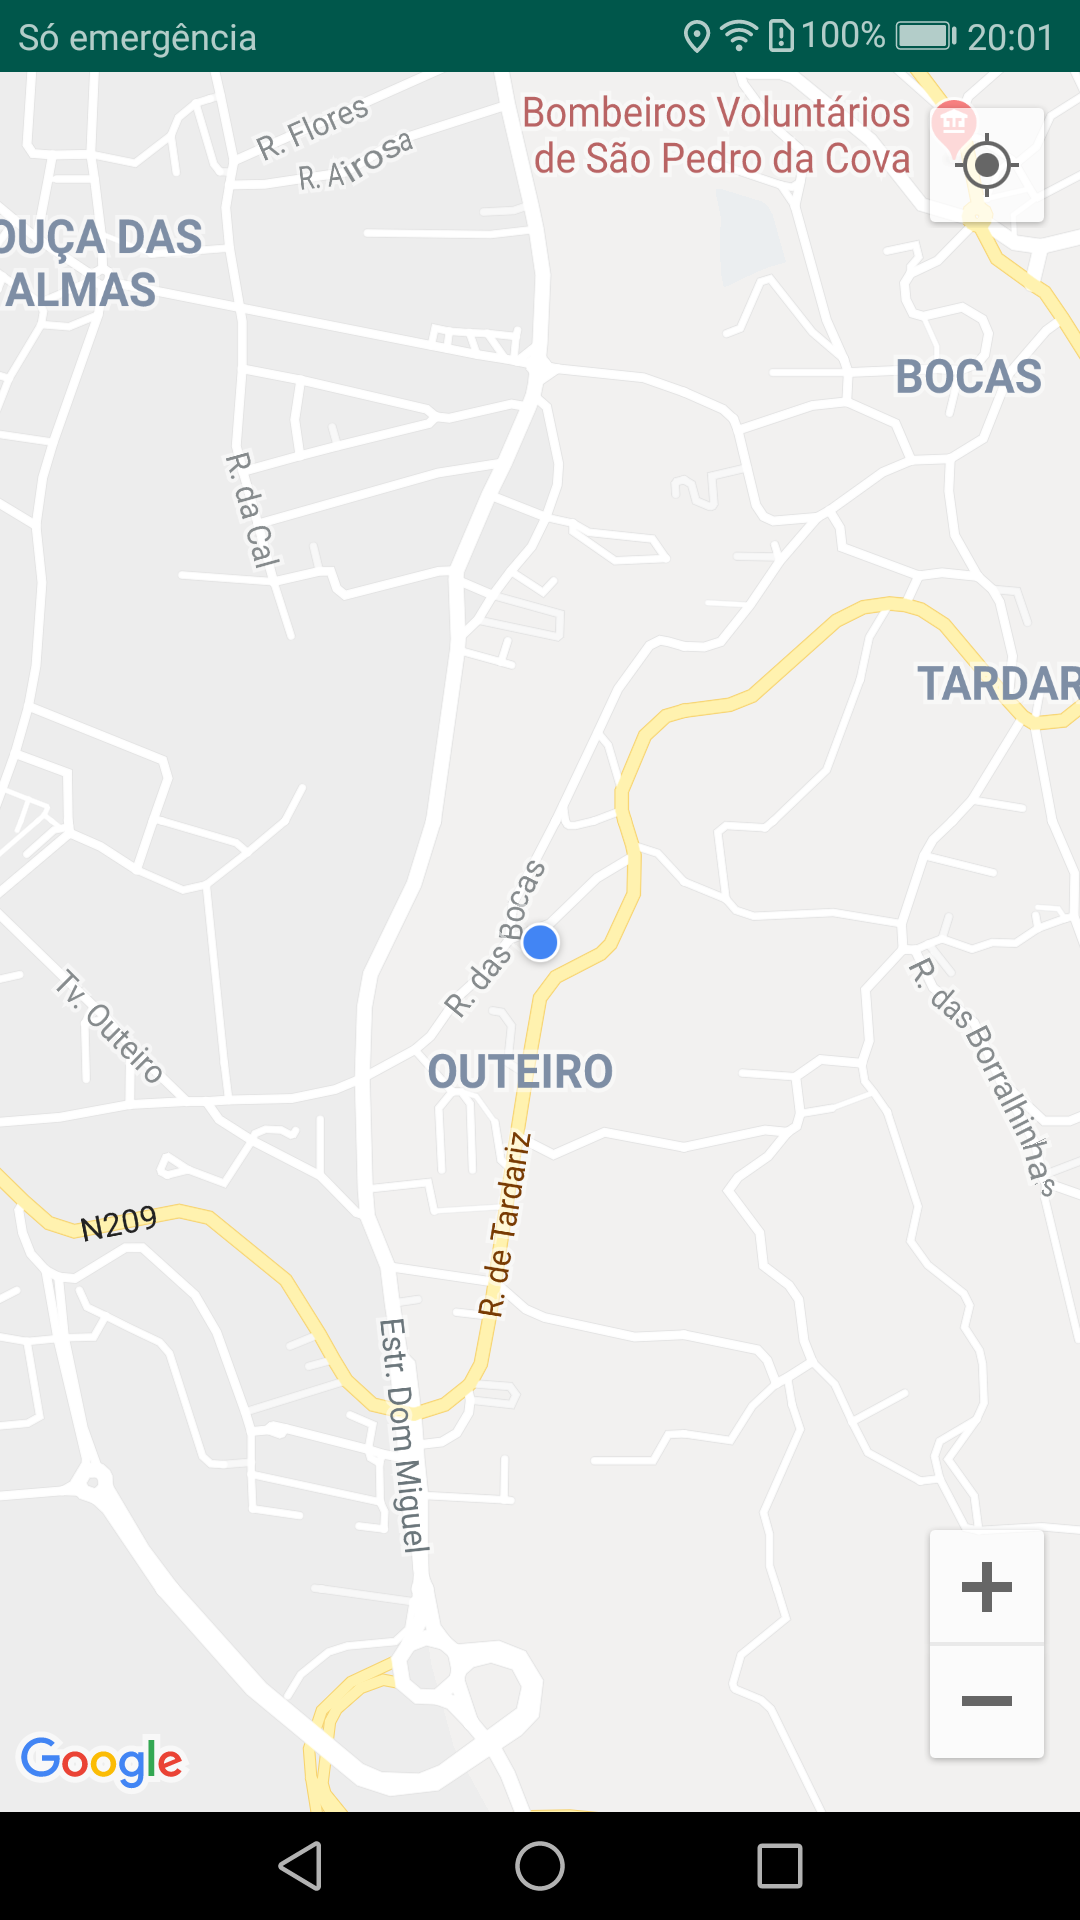 Só emergência
100%
20:01
Bombeiros Voluntários
de São Pedro da Cova
R. Flores
R. Airosa
OUÇA DAS
ALMAS
BOCAS
R. da Cal
TARDAR
R. das Bocas
Tv. Outeiro
R. das Borralhinhas
OUTEIRO
R. de Tardariz
N209
Estr. Dom Miguel
Google